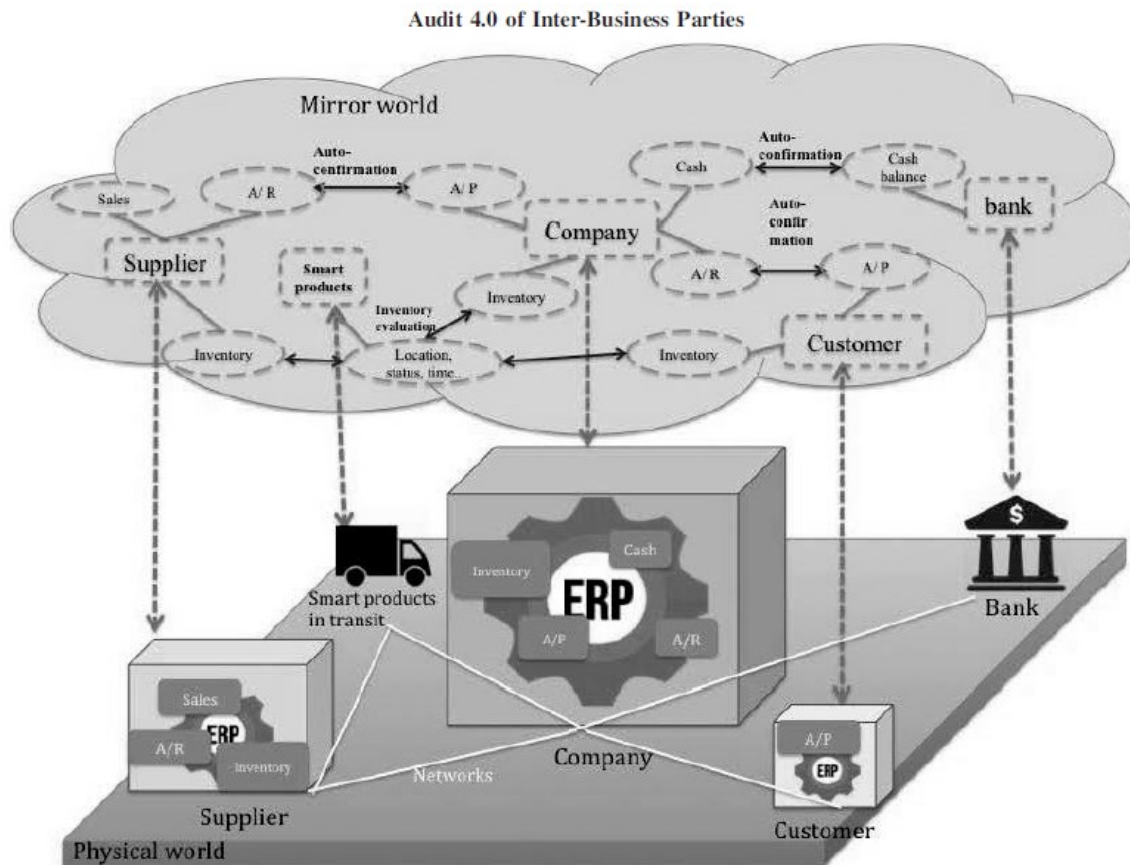 Audit 4.0 of Inter-Business Parties
Mirror world
Auto-
confirmation
Auto-
confirmation
Sales
A/ R
A/ P
Cash
Cash
balance
bank
Supplier
Smart
products
Company
Auto-
confir
mation
A/ R
A/ P
Inventory
Inventory
evaluation
Inventory
Location,
status, time..
Inventory
Customer
Inventory
Cash
ERP
A/P
A/R
Smart products
in transit
Bank
Sales
ERP
A/R
Inventory
A/P
ERP
Networks
Company
Supplier
Customer
Physical world